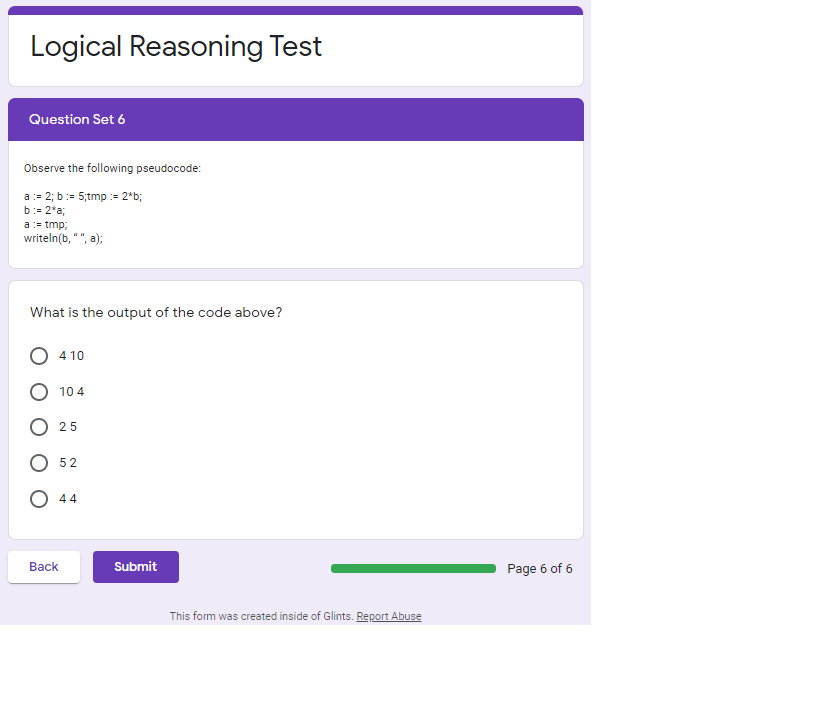 Logical Reasoning Test
Question Set 6
Observe the following pseudocode:
a := 2; b := 5;tmp := 2*b;
b := 2*a;
a := tmp;
writeln(b, “ “, a);
What is the output of the code above?
4 10
10 4
2 5
5 2
4 4
Back
Submit
Page 6 of 6
This form was created inside of Glints. Report Abuse